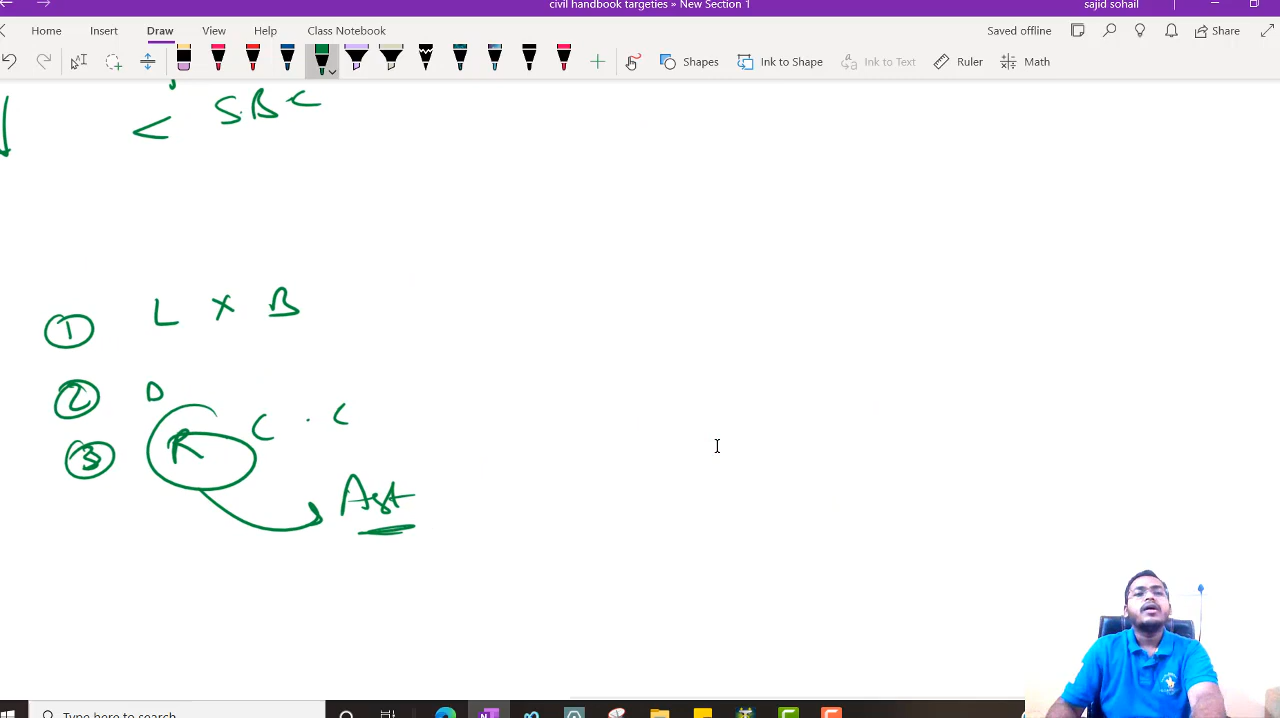 civil handbook targeties » New Section 1
sajid sohail
Home Insert Draw View Help Class Notebook
Saved offline
Share
Shapes
Ink to Shape
Ink to Text
Ruler
Math
< S.B C
① L X B
② D
③ R C . C
Ast
Type here to search